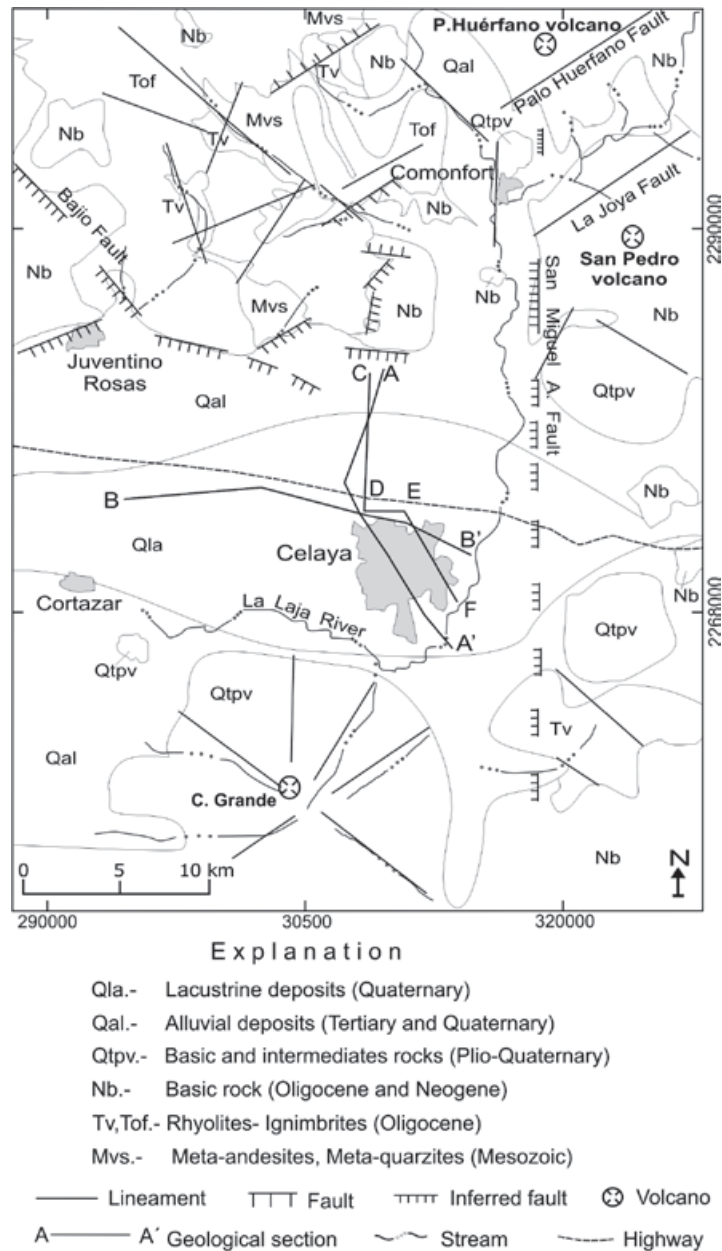 Mvs
P.Huérfano volcano
Nb
Tv
Nb
Qal
Palo Huerfano Fault
Nb
Tof
Mvs
Qtpv
Nb
Tv
Tof
Comonfort
La Joya Fault
Bajio Fault
Tv
Nb
2290000
San Pedro
volcano
Nb
Mvs
Nb
Nb
San Miguel A. Fault
Nb
Juventino
Rosas
C A
Qtpv
Qal
B
D E
Nb
Qla
Celaya
B'
Cortazar
La Laja River
F
A'
Nb
2268000
Qtpv
Qtpv
Qtpv
Tv
Qal
C. Grande
Nb
0 5 10 km
N
290000 305500 320000
Explanation
Qla.- Lacustrine deposits (Quaternary)
Qal.- Alluvial deposits (Tertiary and Quaternary)
Qtpv.- Basic and intermediates rocks (Plio-Quaternary)
Nb.- Basic rock (Oligocene and Neogene)
Tv,Tof.- Rhyolites- Ignimbrites (Oligocene)
Mvs.- Meta-andesites, Meta-quarzites (Mesozoic)
Lineament Fault Inferred fault Volcano
A A´ Geological section Stream Highway